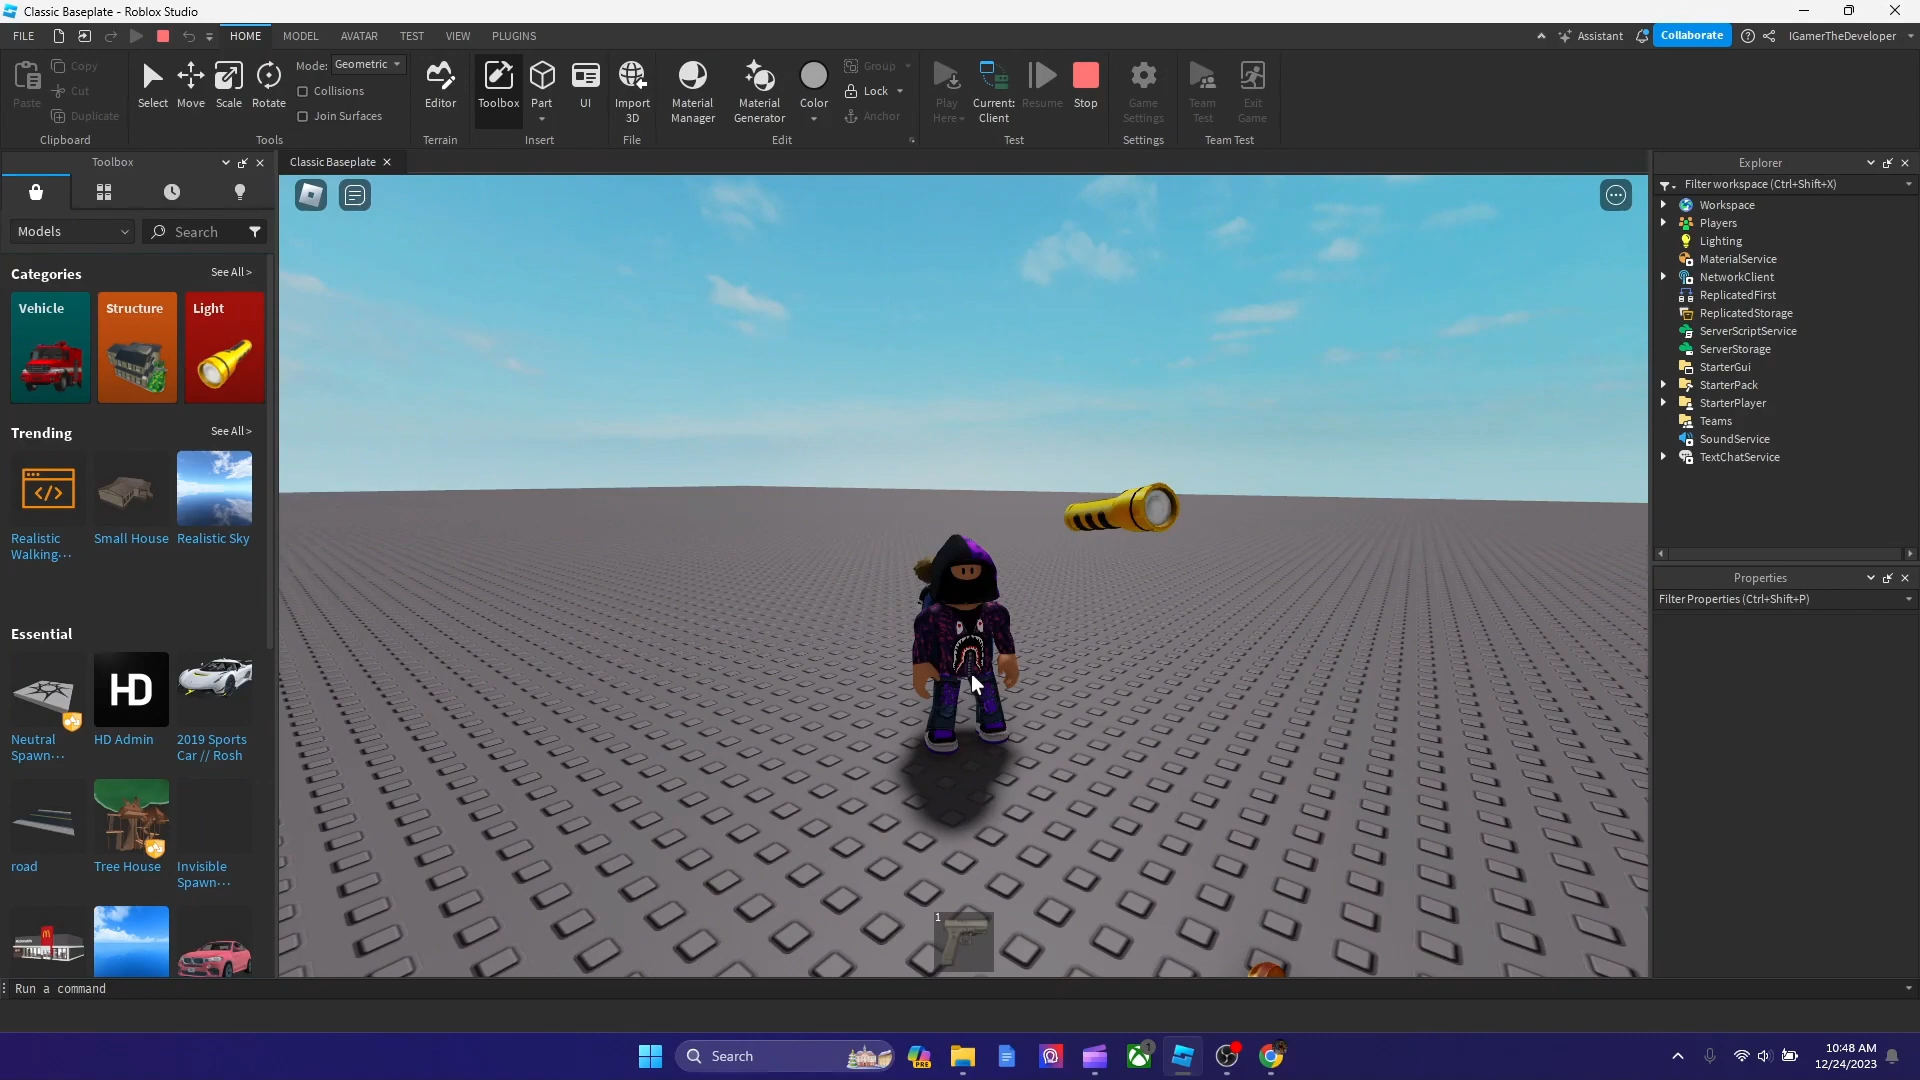 Classic Baseplate - Roblox Studio
FILE
HOME
MODEL
AVATAR
TEST
VIEW
PLUGINS
Assistant
Collaborate
IGamerTheDeveloper
Paste
Copy
Cut
Duplicate
Clipboard
Select
Move
Scale
Rotate
Mode: Geometric
Collisions
Join Surfaces
Tools
Editor
Terrain
Toolbox
Part
UI
Insert
Import
3D
File
Material
Manager
Material
Generator
Color
Group
Lock
Anchor
Edit
Play
Here
Current:
Client
Resume
Stop
Test
Game
Settings
Settings
Team
Test
Exit
Game
Team Test
Toolbox
Classic Baseplate
Models
Search
Categories
See All >
Vehicle
Structure
Light
Trending
See All >
Realistic
Walking...
Small House
Realistic Sky
Essential
HD
Neutral
Spawn...
HD Admin
2019 Sports
Car // Rosh
road
Tree House
Invisible
Spawn...
1
Explorer
Filter workspace (Ctrl+Shift+X)
Workspace
Players
Lighting
MaterialService
NetworkClient
ReplicatedFirst
ReplicatedStorage
ServerScriptService
ServerStorage
StarterGui
StarterPack
StarterPlayer
Teams
SoundService
TextChatService
Properties
Filter Properties (Ctrl+Shift+P)
Run a command
Search
PRE
1
10:48 AM
12/24/2023